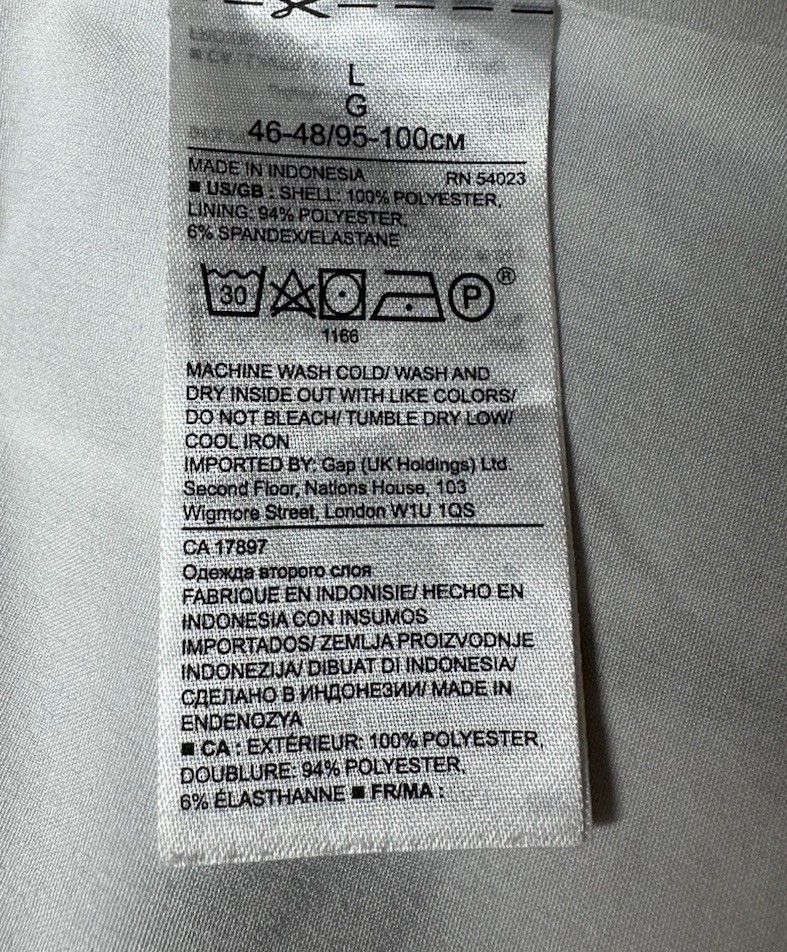 L
G
46-48/95-100CM
MADE IN INDONESIA RN 54023
■ US/GB : SHELL: 100% POLYESTER,
LINING: 94% POLYESTER,
6% SPANDEX/ELASTANE
30 P ®
1166
MACHINE WASH COLD/ WASH AND
DRY INSIDE OUT WITH LIKE COLORS/
DO NOT BLEACH/ TUMBLE DRY LOW/
COOL IRON
IMPORTED BY: Gap (UK Holdings) Ltd.
Second Floor, Nations House, 103
Wigmore Street, London W1U 1QS
CA 17897
Одежда второго слоя
FABRIQUE EN INDONISIE/ HECHO EN
INDONESIA CON INSUMOS
IMPORTADOS/ ZEMLJA PROIZVODNJE
INDONEZIJA/ DIBUAT DI INDONESIA/
СДЕЛАНО В ИНДОНЕЗИИ/ MADE IN
ENDENOZYA
■ CA : EXTÉRIEUR: 100% POLYESTER,
DOUBLURE: 94% POLYESTER,
6% ÉLASTHANNE ■ FR/MA :